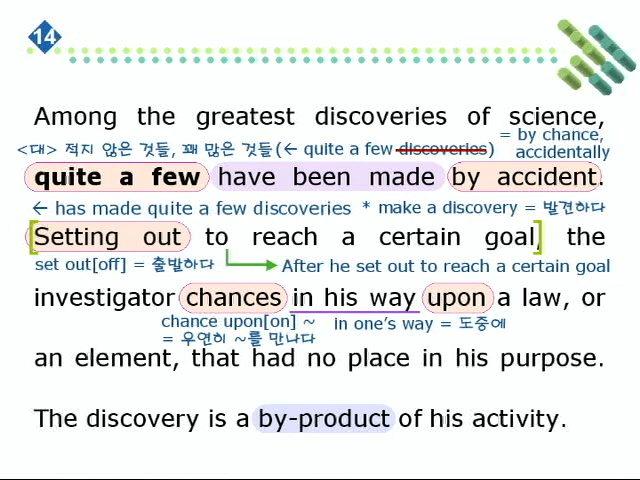 14
Among the greatest discoveries of science,
= by chance,
<대> 적지 않은 것들, 꽤 많은 것들(← quite a few discoveries) accidentally
quite a few have been made by accident.
← has made quite a few discoveries * make a discovery = 발견하다
[Setting out to reach a certain goal,] the
set out[off] = 출발하다 After he set out to reach a certain goal
investigator chances in his way upon a law, or
chance upon[on] ~ in one's way = 도중에
= 우연히 ~를 만나다
an element, that had no place in his purpose.
The discovery is a by-product of his activity.